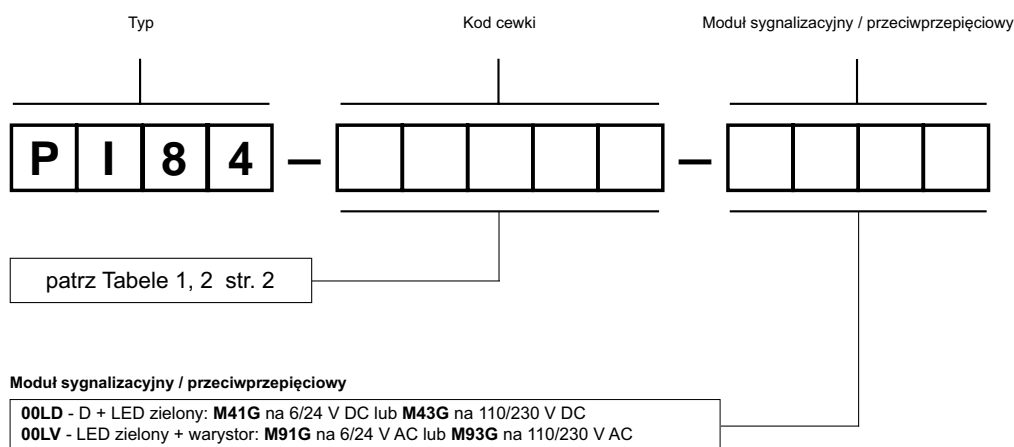 Typ Kod cewki Moduł sygnalizacyjny / przeciwprzepięciowy
P I 8 4 – –
patrz Tabele 1, 2 str. 2
Moduł sygnalizacyjny / przeciwprzepięciowy
00LD - D + LED zielony: M41G na 6/24 V DC lub M43G na 110/230 V DC
00LV - LED zielony + warystor: M91G na 6/24 V AC lub M93G na 110/230 V AC